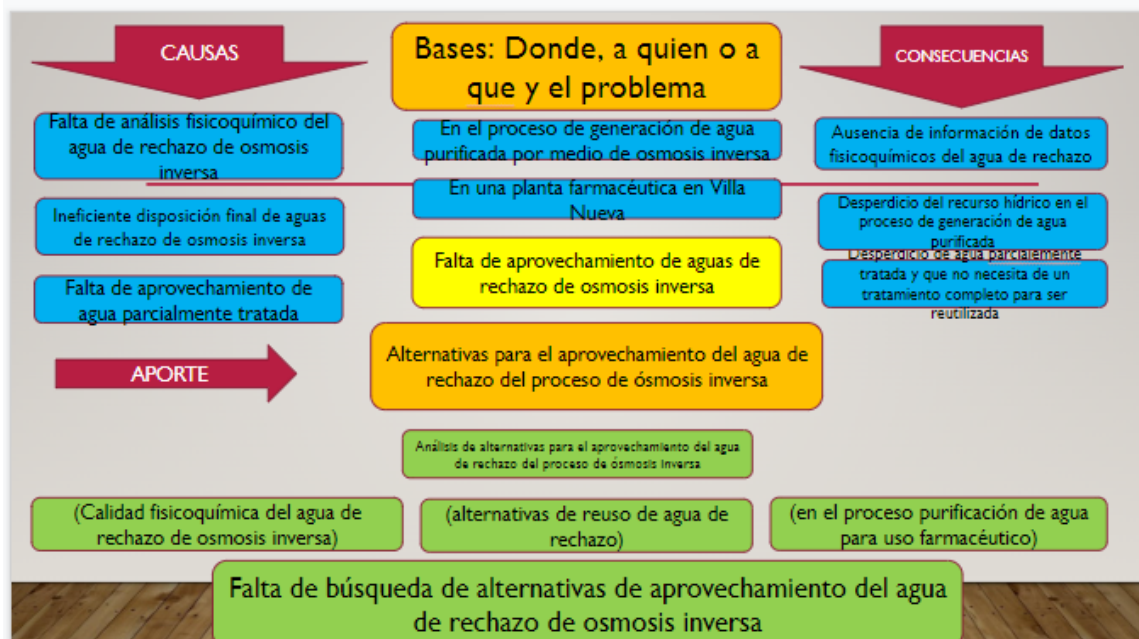 CAUSAS
Bases: Donde, a quien o a
que y el problema
CONSECUENCIAS
Falta de análisis fisicoquímico del
agua de rechazo de osmosis
inversa
En el proceso de generación de agua
purificada por medio de osmosis inversa
Ausencia de información de datos
fisicoquímicos del agua de rechazo
Ineficiente disposición final de aguas
de rechazo de osmosis inversa
En una planta farmacéutica en Villa
Nueva
Desperdicio del recurso hídrico en el
proceso de generación de agua
purificada
Falta de aprovechamiento de
agua parcialmente tratada
Falta de aprovechamiento de aguas de
rechazo de osmosis inversa
Desperdicio de agua parcialmente
tratada y que no necesita de un
tratamiento completo para ser
reutilizada
APORTE
Alternativas para el aprovechamiento del agua de
rechazo del proceso de ósmosis inversa
Análisis de alternativas para el aprovechamiento del agua
de rechazo del proceso de ósmosis inversa
(Calidad fisicoquímica del agua de
rechazo de osmosis inversa)
(alternativas de reuso de agua de
rechazo)
(en el proceso purificación de agua
para uso farmacéutico)
Falta de búsqueda de alternativas de aprovechamiento del agua
de rechazo de osmosis inversa